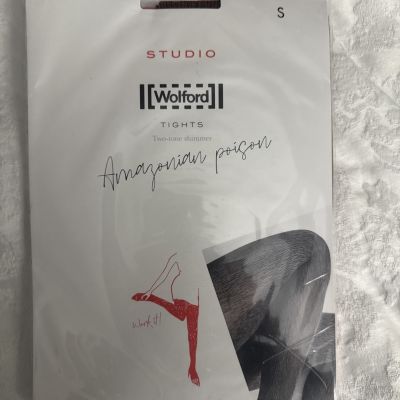 S
STUDIO
Wolford
TIGHTS
Two-tone shimmer
Amazonian poison
Work it!